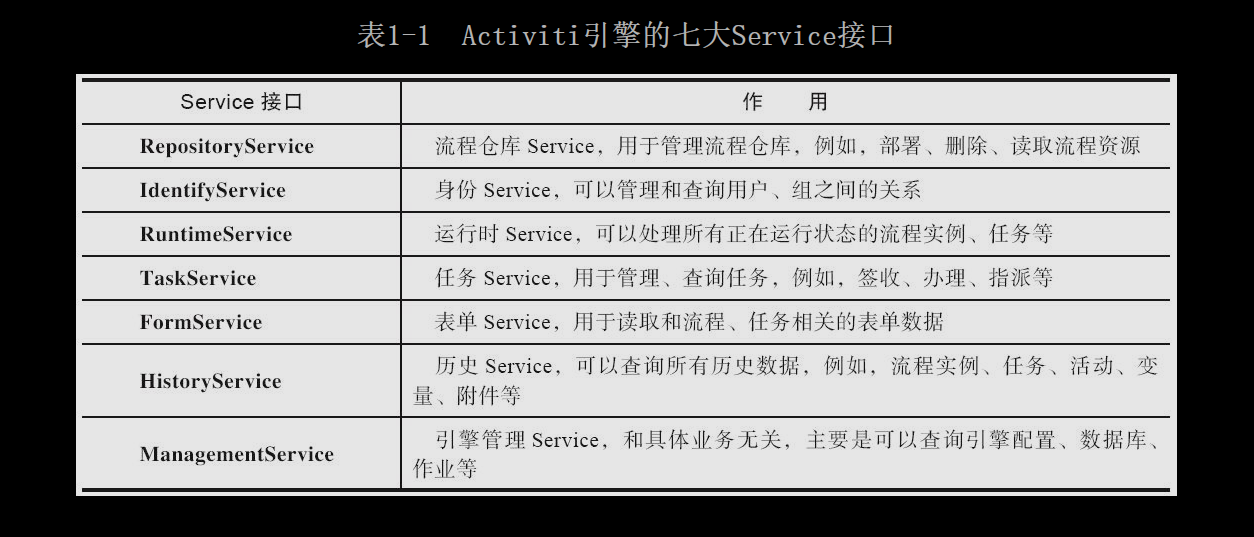 表1-1 Activiti引擎的七大Service接口
Service 接口 作 用
RepositoryService 流程仓库 Service，用于管理流程仓库，例如，部署、删除、读取流程资源
IdentifyService 身份 Service，可以管理和查询用户、组之间的关系
RuntimeService 运行时 Service，可以处理所有正在运行状态的流程实例、任务等
TaskService 任务 Service，用于管理、查询任务，例如，签收、办理、指派等
FormService 表单 Service，用于读取和流程、任务相关的表单数据
HistoryService 历史 Service，可以查询所有历史数据，例如，流程实例、任务、活动、变
量、附件等
ManagementService 引擎管理 Service，和具体业务无关，主要是可以查询引擎配置、数据库、
作业等